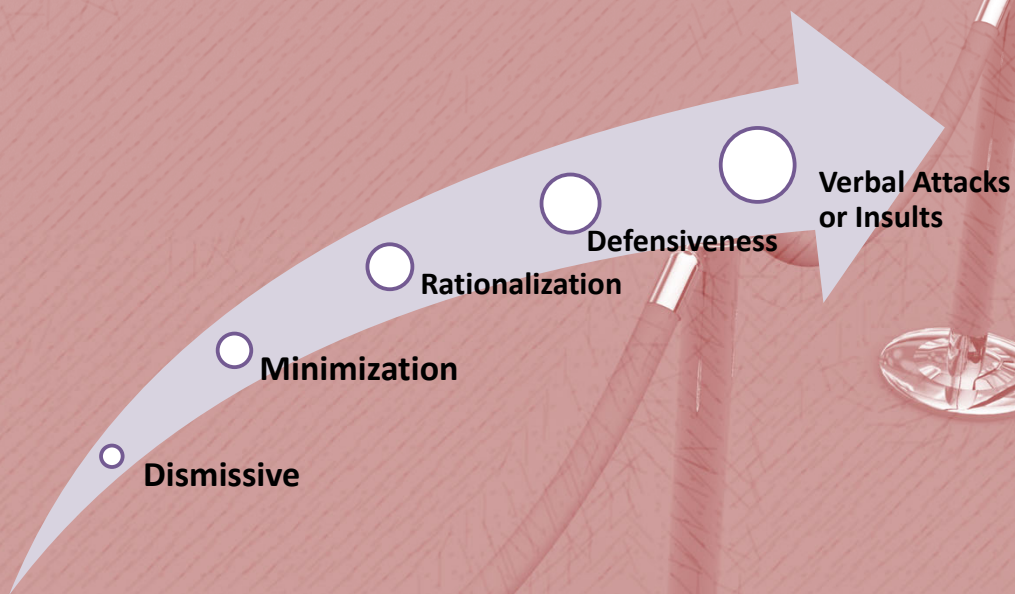 Verbal Attacks
or Insults
Defensiveness
Rationalization
Minimization
Dismissive